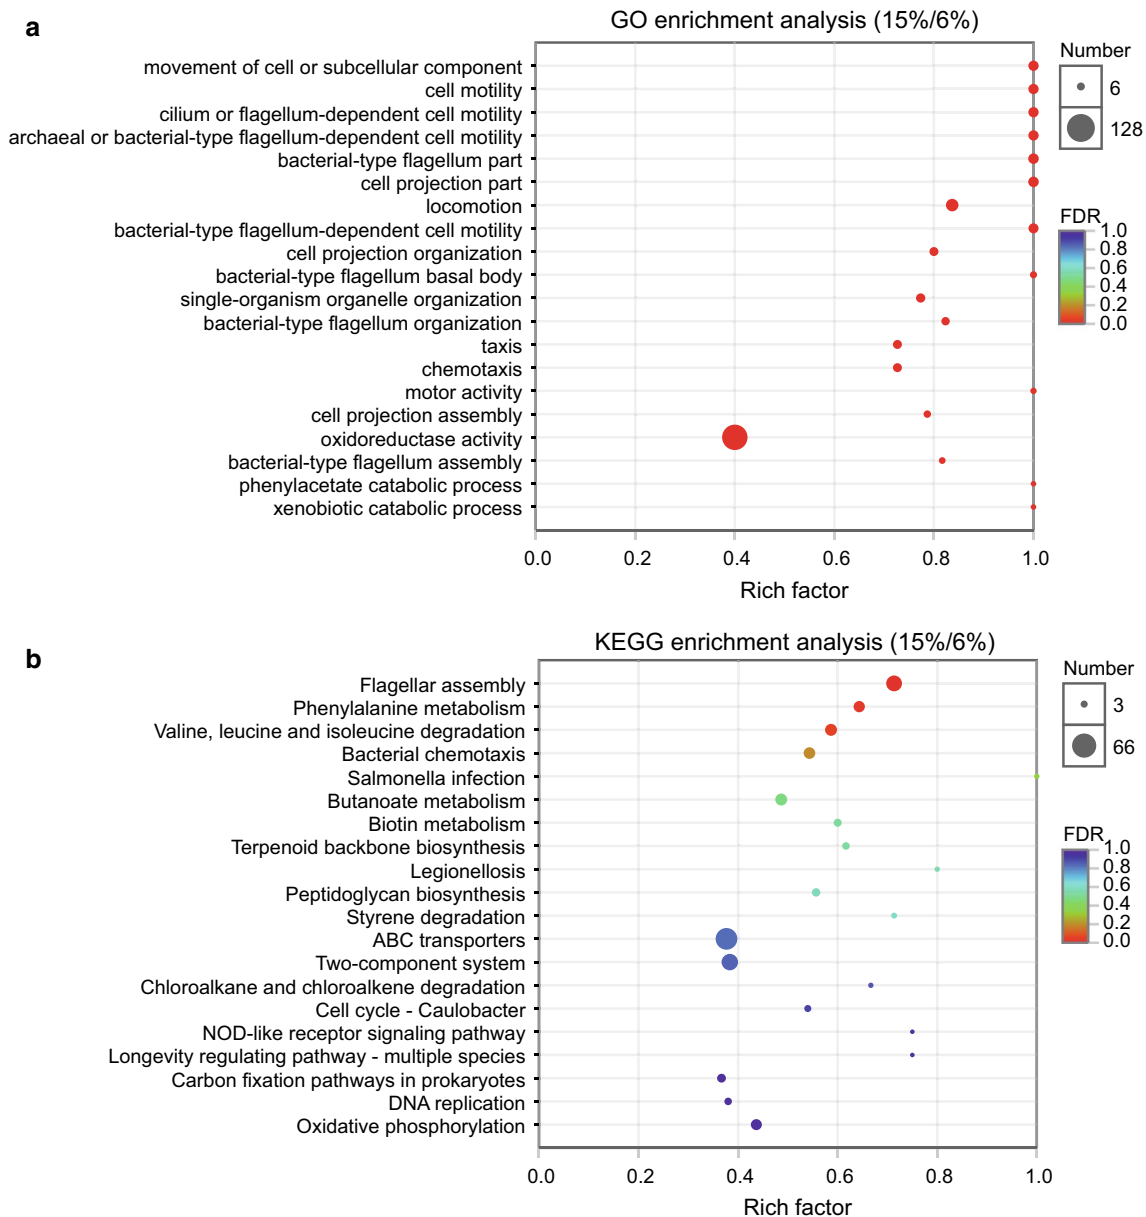 a
GO enrichment analysis (15%/6%)
movement of cell or subcellular component
cell motility
cilium or flagellum-dependent cell motility
archaeal or bacterial-type flagellum-dependent cell motility
bacterial-type flagellum part
cell projection part
locomotion
bacterial-type flagellum-dependent cell motility
cell projection organization
bacterial-type flagellum basal body
single-organism organelle organization
bacterial-type flagellum organization
taxis
chemotaxis
motor activity
cell projection assembly
oxidoreductase activity
bacterial-type flagellum assembly
phenylacetate catabolic process
xenobiotic catabolic process
0.0 0.2 0.4 0.6 0.8 1.0
Rich factor
Number
6
128
FDR
1.0
0.8
0.6
0.4
0.2
0.0
b
KEGG enrichment analysis (15%/6%)
Flagellar assembly
Phenylalanine metabolism
Valine, leucine and isoleucine degradation
Bacterial chemotaxis
Salmonella infection
Butanoate metabolism
Biotin metabolism
Terpenoid backbone biosynthesis
Legionellosis
Peptidoglycan biosynthesis
Styrene degradation
ABC transporters
Two-component system
Chloroalkane and chloroalkene degradation
Cell cycle - Caulobacter
NOD-like receptor signaling pathway
Longevity regulating pathway - multiple species
Carbon fixation pathways in prokaryotes
DNA replication
Oxidative phosphorylation
0.0 0.2 0.4 0.6 0.8 1.0
Rich factor
Number
3
66
FDR
1.0
0.8
0.6
0.4
0.2
0.0